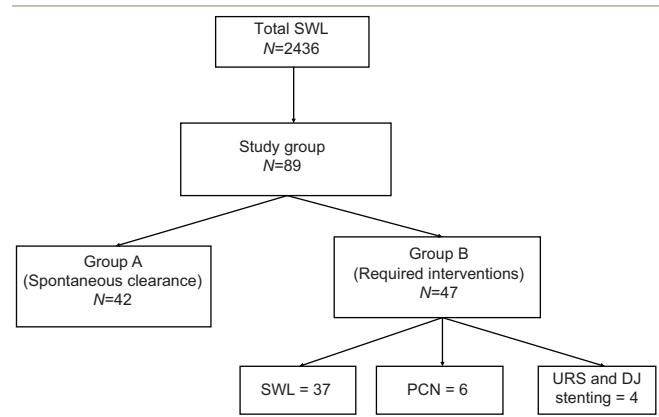 Total SWL
N=2436
Study group
N=89
Group A
(Spontaneous clearance)
N=42
Group B
(Required interventions)
N=47
SWL = 37
PCN = 6
URS and DJ
stenting = 4